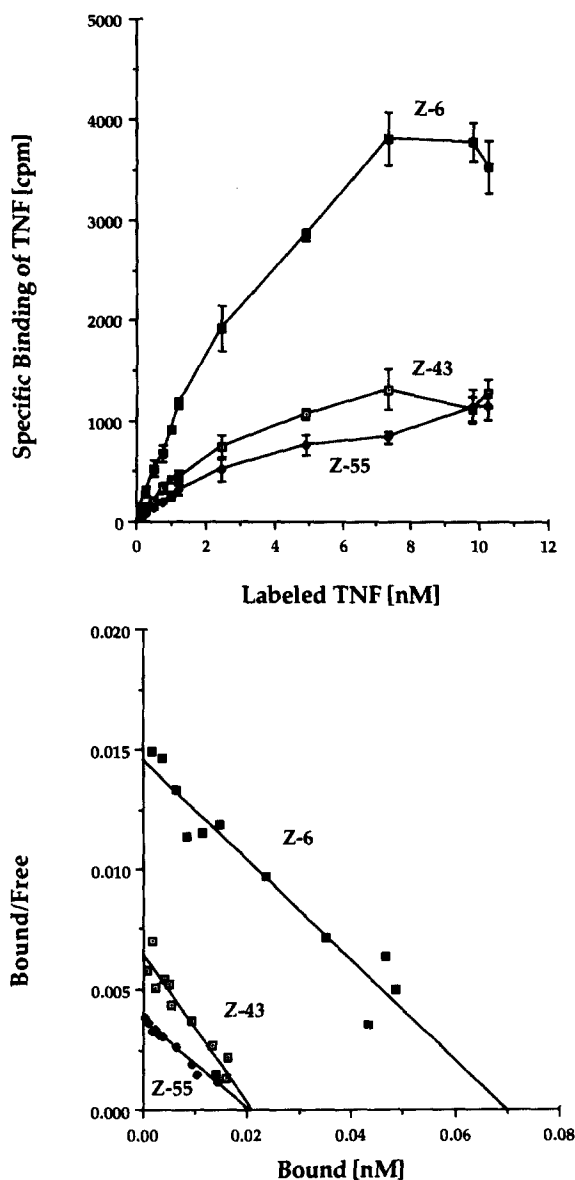 Specific Binding of TNF [cpm]
5000
4000
3000
2000
1000
0
Z-6
Z-43
Z-55
0 2 4 6 8 10 12
Labeled TNF [nM]
Bound/Free
0.020
0.015
0.010
0.005
0.000
Z-6
Z-43
Z-55
0.00 0.02 0.04 0.06 0.08
Bound [nM]